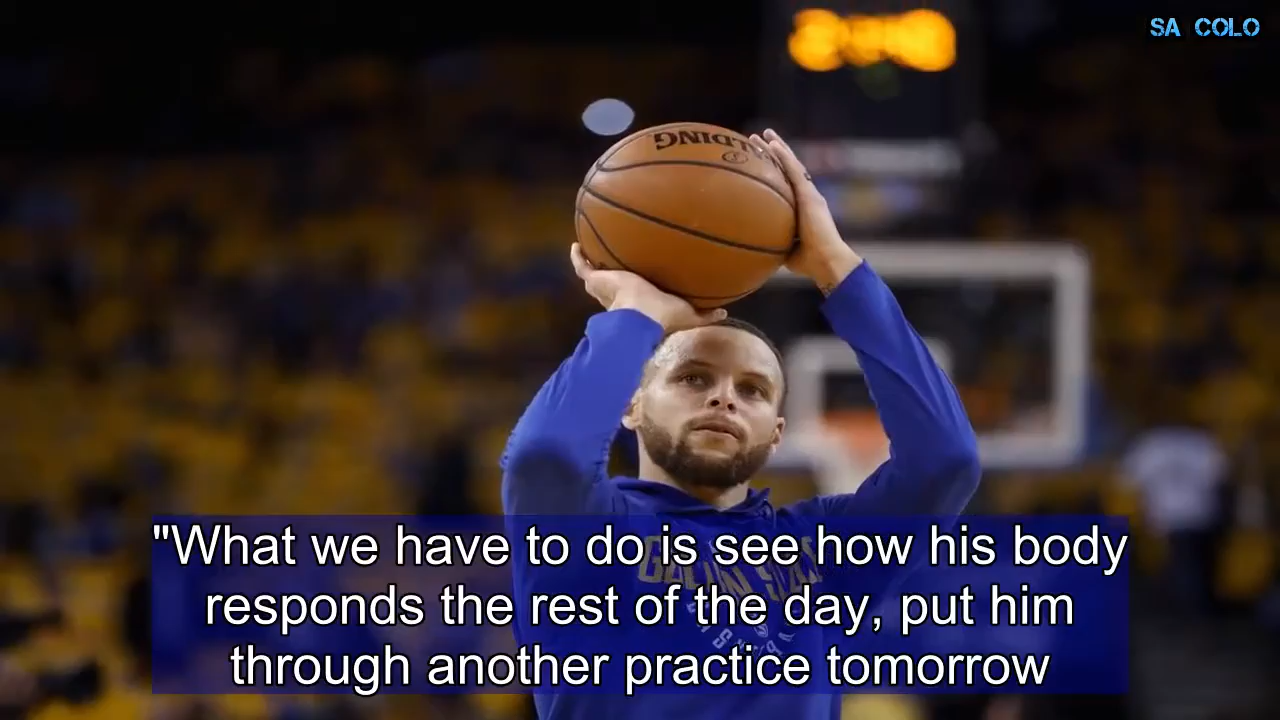 SA COLO
SPALDING
"What we have to do is see how his body
responds the rest of the day, put him
through another practice tomorrow